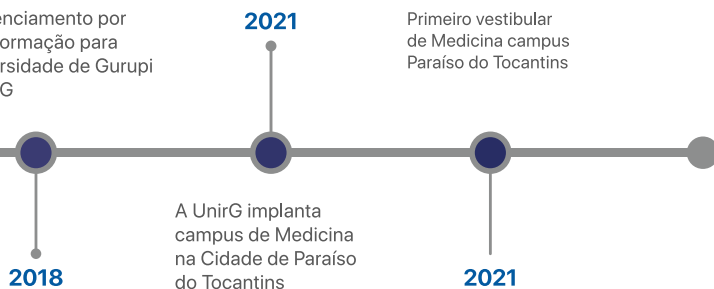 enciamento por
ormação para
rsidade de Gurupi
G
2018
2021
A UnirG implanta
campus de Medicina
na Cidade de Paraíso
do Tocantins
Primeiro vestibular
de Medicina campus
Paraíso do Tocantins
2021